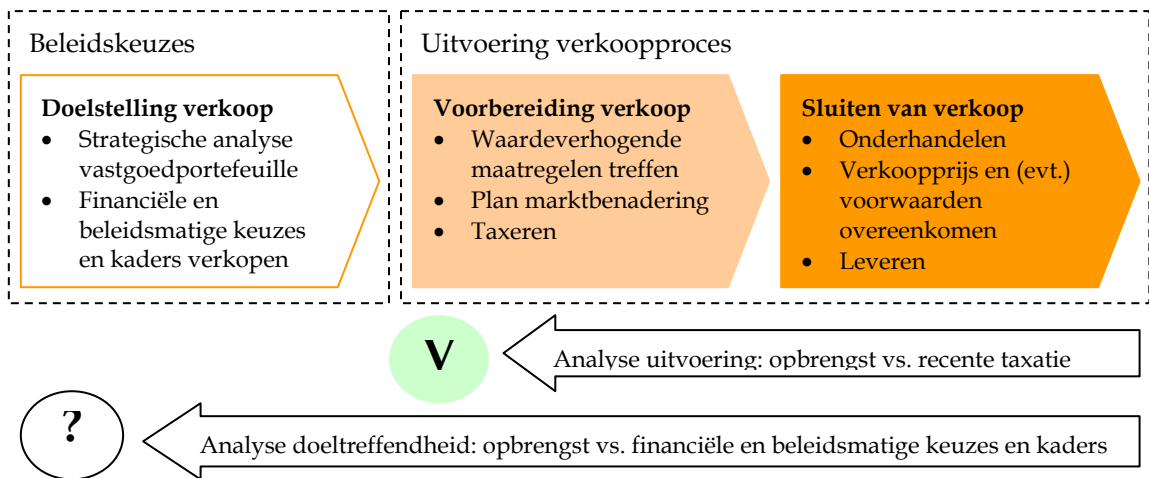 Beleidskeuzes
Doelstelling verkoop
• Strategische analyse
vastgoedportefeuille
• Financiële en
beleidsmatige keuzes
en kaders verkopen
Uitvoering verkoopproces
Voorbereiding verkoop
• Waardeverhogende
maatregelen treffen
• Plan marktbenadering
• Taxeren
Sluiten van verkoop
• Onderhandelen
• Verkoopprijs en (evt.)
voorwaarden
overeenkomen
• Leveren
V
Analyse uitvoering: opbrengst vs. recente taxatie
?
Analyse doeltreffendheid: opbrengst vs. financiële en beleidsmatige keuzes en kaders